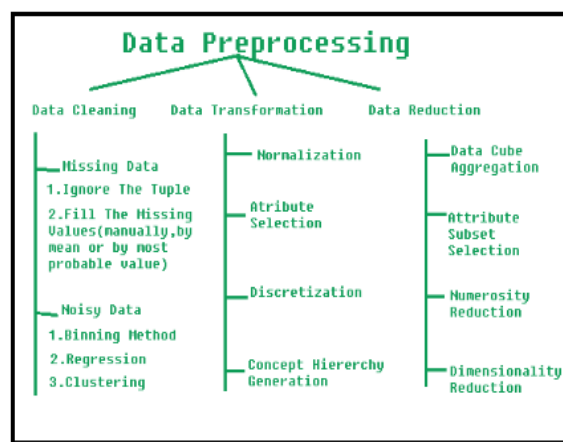 Data Preprocessing
Data Cleaning
Missing Data
1.Ignore The Tuple
2.Fill The Missing
Values(manually,by
mean or by most
probable value)
Noisy Data
1.Binning Method
2.Regression
3.Clustering
Data Transformation
Normalization
Atribute
Selection
Discretization
Concept Hiererchy
Generation
Data Reduction
Data Cube
Aggregation
Attribute
Subset
Selection
Numerosity
Reduction
Dimensionality
Reduction